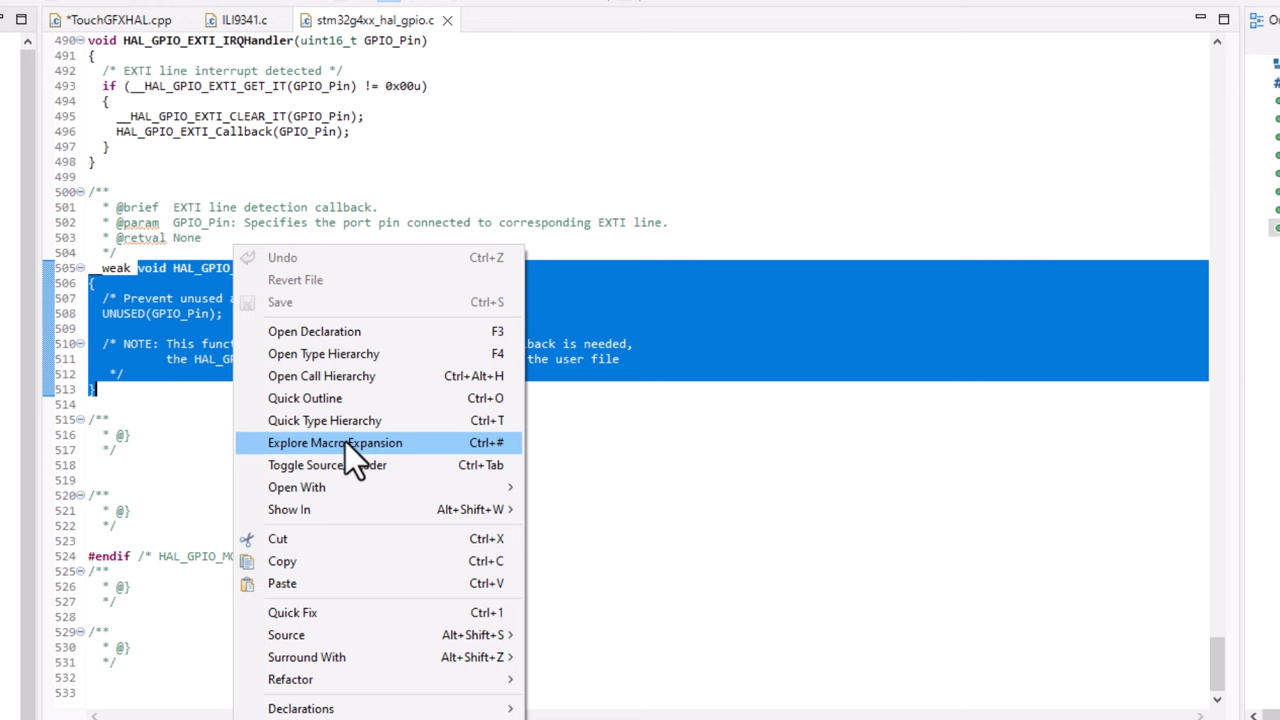 *TouchGFXHAL.cpp ILI9341.c stm32g4xx_hal_gpio.c
490 void HAL_GPIO_EXTI_IRQHandler(uint16_t GPIO_Pin)
491 {
492 /* EXTI line interrupt detected */
493 if (__HAL_GPIO_EXTI_GET_IT(GPIO_Pin) != 0x00u)
494 {
495 __HAL_GPIO_EXTI_CLEAR_IT(GPIO_Pin);
496 HAL_GPIO_EXTI_Callback(GPIO_Pin);
497 }
498 }
499
500 /**
501 * @brief EXTI line detection callback.
502 * @param GPIO_Pin: Specifies the port pin connected to corresponding EXTI line.
503 * @retval None
504 */
505 __weak void HAL_GPIO_
506 {
507 /* Prevent unused a
508 UNUSED(GPIO_Pin);
509
510 /* NOTE: This funct back is needed,
511 the HAL_GP the user file
512 */
513 }
514
515 /**
516 * @}
517 */
518
519
520 /**
521 * @}
522 */
523
524 #endif /* HAL_GPIO_MO
525 /**
526 * @}
527 */
528
529 /**
530 * @}
531 */
532
533
Undo Ctrl+Z
Revert File
Save Ctrl+S
Open Declaration F3
Open Type Hierarchy F4
Open Call Hierarchy Ctrl+Alt+H
Quick Outline Ctrl+O
Quick Type Hierarchy Ctrl+T
Explore Macro Expansion Ctrl+#
Toggle Source Ctrl+Tab
Open With
Show In Alt+Shift+W
Cut Ctrl+X
Copy Ctrl+C
Paste Ctrl+V
Quick Fix Ctrl+1
Source Alt+Shift+S
Surround With Alt+Shift+Z
Refactor
Declarations